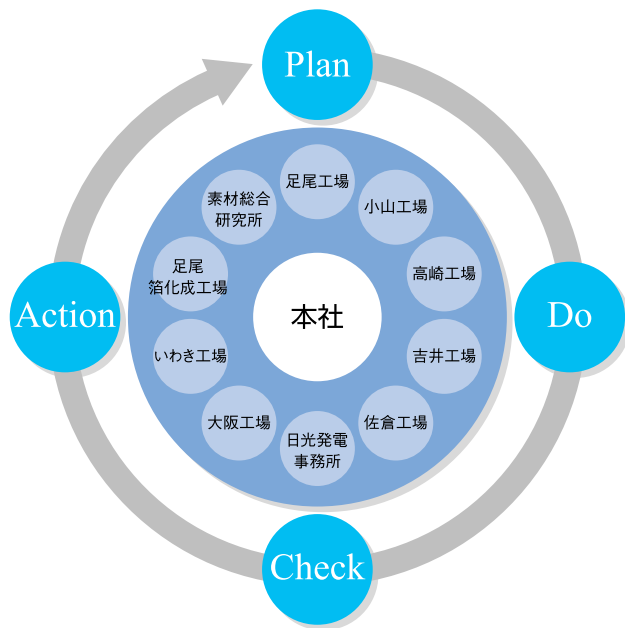 Plan
足尾工場
素材総合
研究所
小山工場
足尾
箔化成工場
高崎工場
Action
本社
Do
いわき工場
吉井工場
大阪工場
佐倉工場
日光発電
事務所
Check